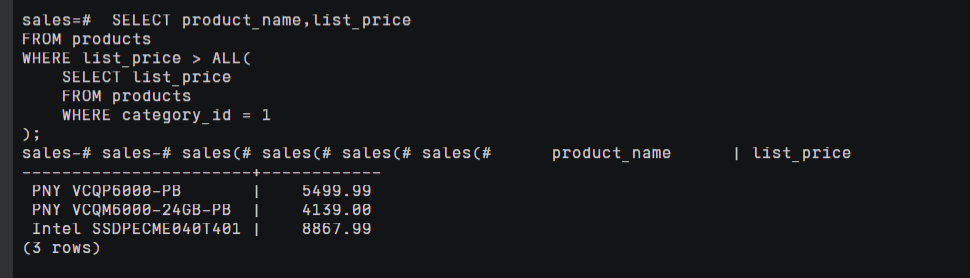 sales=#  SELECT product_name,list_price
FROM products
WHERE list_price > ALL(
    SELECT list_price
    FROM products
    WHERE category_id = 1
);
sales-# sales-# sales(# sales(# sales(# sales(#      product_name      | list_price
-----------------------+------------
 PNY VCQP6000-PB       |    5499.99
 PNY VCQM6000-24GB-PB  |    4139.00
 Intel SSDPECME040T401 |    8867.99
(3 rows)